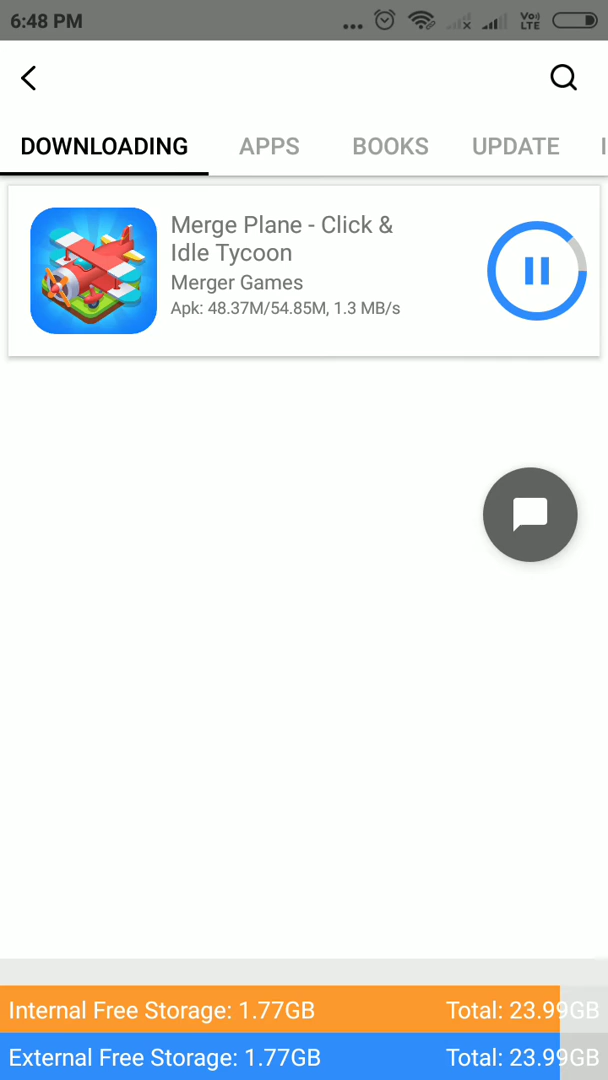 6:48 PM
Vo)) LTE
DOWNLOADING APPS BOOKS UPDATE
Merge Plane - Click &
Idle Tycoon
Merger Games
Apk: 48.37M/54.85M, 1.3 MB/s
Internal Free Storage: 1.77GB Total: 23.99GB
External Free Storage: 1.77GB Total: 23.99GB